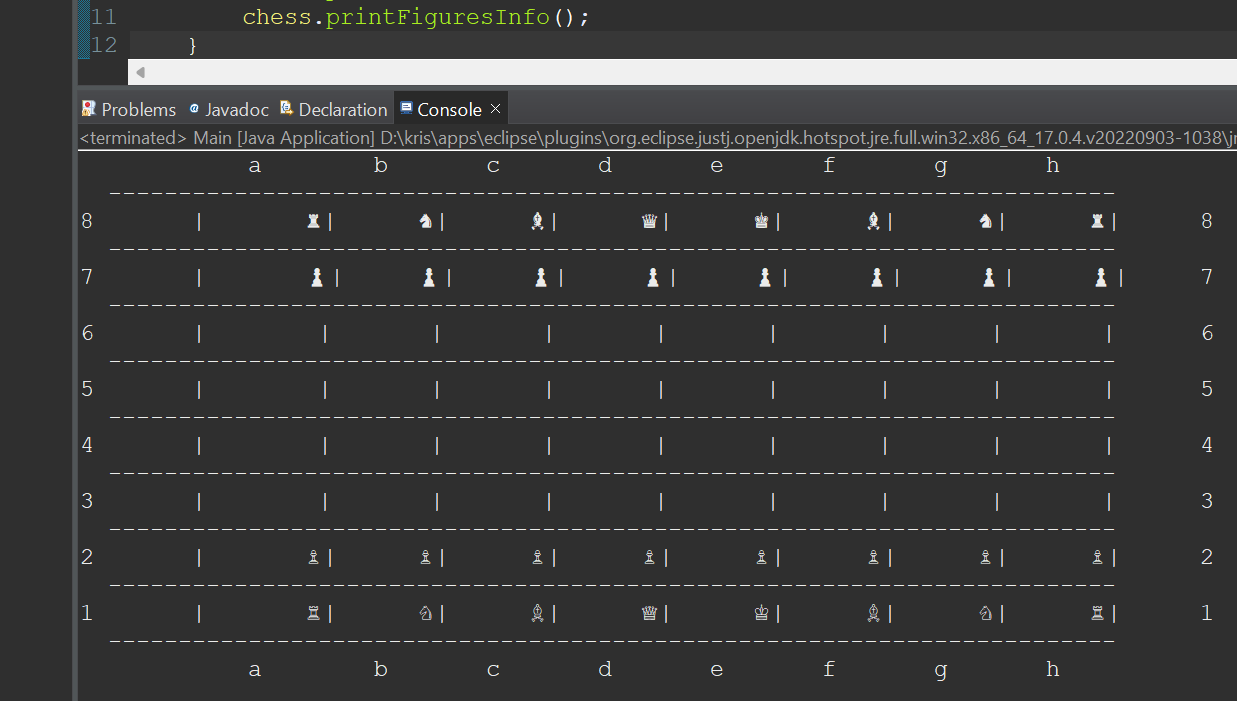 11 chess.printFiguresInfo();
12 }
Problems @ Javadoc Declaration Console ×
<terminated> Main [Java Application] D:\kris\apps\eclipse\plugins\org.eclipse.justj.openjdk.hotspot.jre.full.win32.x86_64_17.0.4.v20220903-1038\jr
a b c d e f g h
------------------------------------------------------------------------------------------
8 | ♜| ♞| ♝| ♛| ♚| ♝| ♞| ♜| 8
------------------------------------------------------------------------------------------
7 | ♟| ♟| ♟| ♟| ♟| ♟| ♟| ♟| 7
------------------------------------------------------------------------------------------
6 | | | | | | | | | 6
------------------------------------------------------------------------------------------
5 | | | | | | | | | 5
------------------------------------------------------------------------------------------
4 | | | | | | | | | 4
------------------------------------------------------------------------------------------
3 | | | | | | | | | 3
------------------------------------------------------------------------------------------
2 | ♙| ♙| ♙| ♙| ♙| ♙| ♙| ♙| 2
------------------------------------------------------------------------------------------
1 | ♖| ♘| ♗| ♕| ♔| ♗| ♘| ♖| 1
------------------------------------------------------------------------------------------
a b c d e f g h